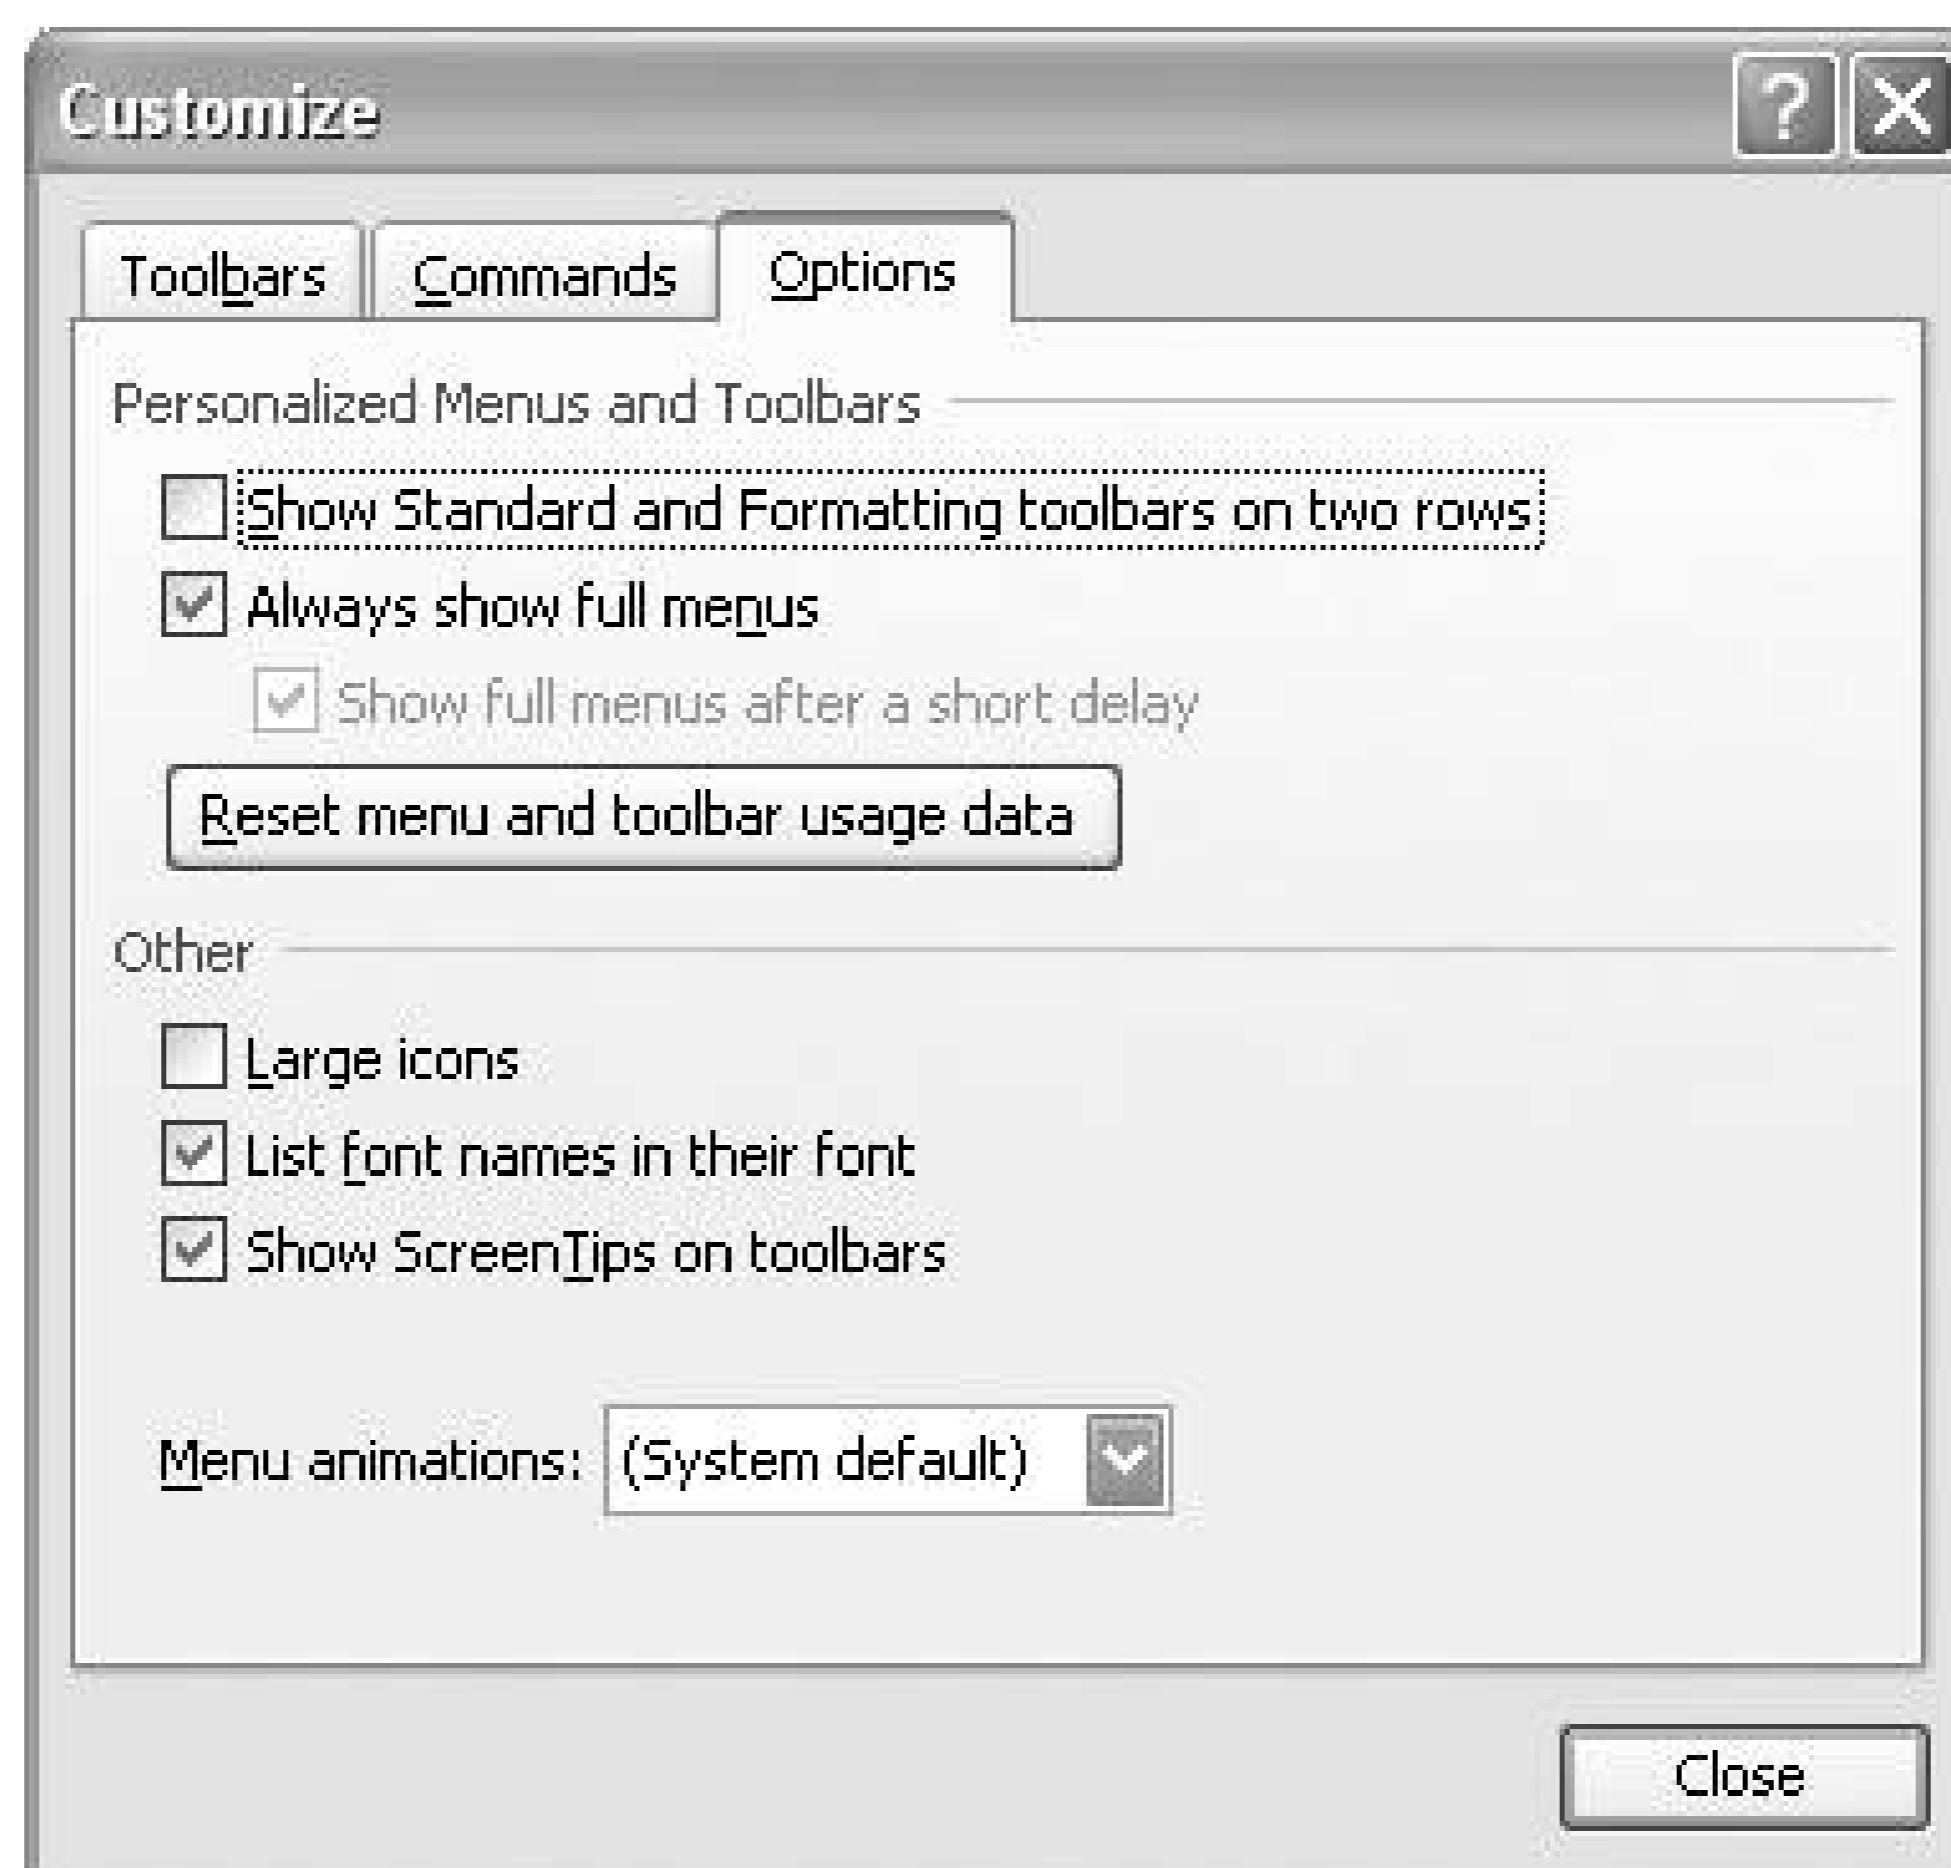 Customize
Toolbars Commands Options
Personalized Menus and Toolbars
Show Standard and Formatting toolbars on two rows
Always show full menus
Show full menus after a short delay
Reset menu and toolbar usage data
Other
Large icons
List font names in their font
Show ScreenTips on toolbars
Menu animations: (System default)
Close